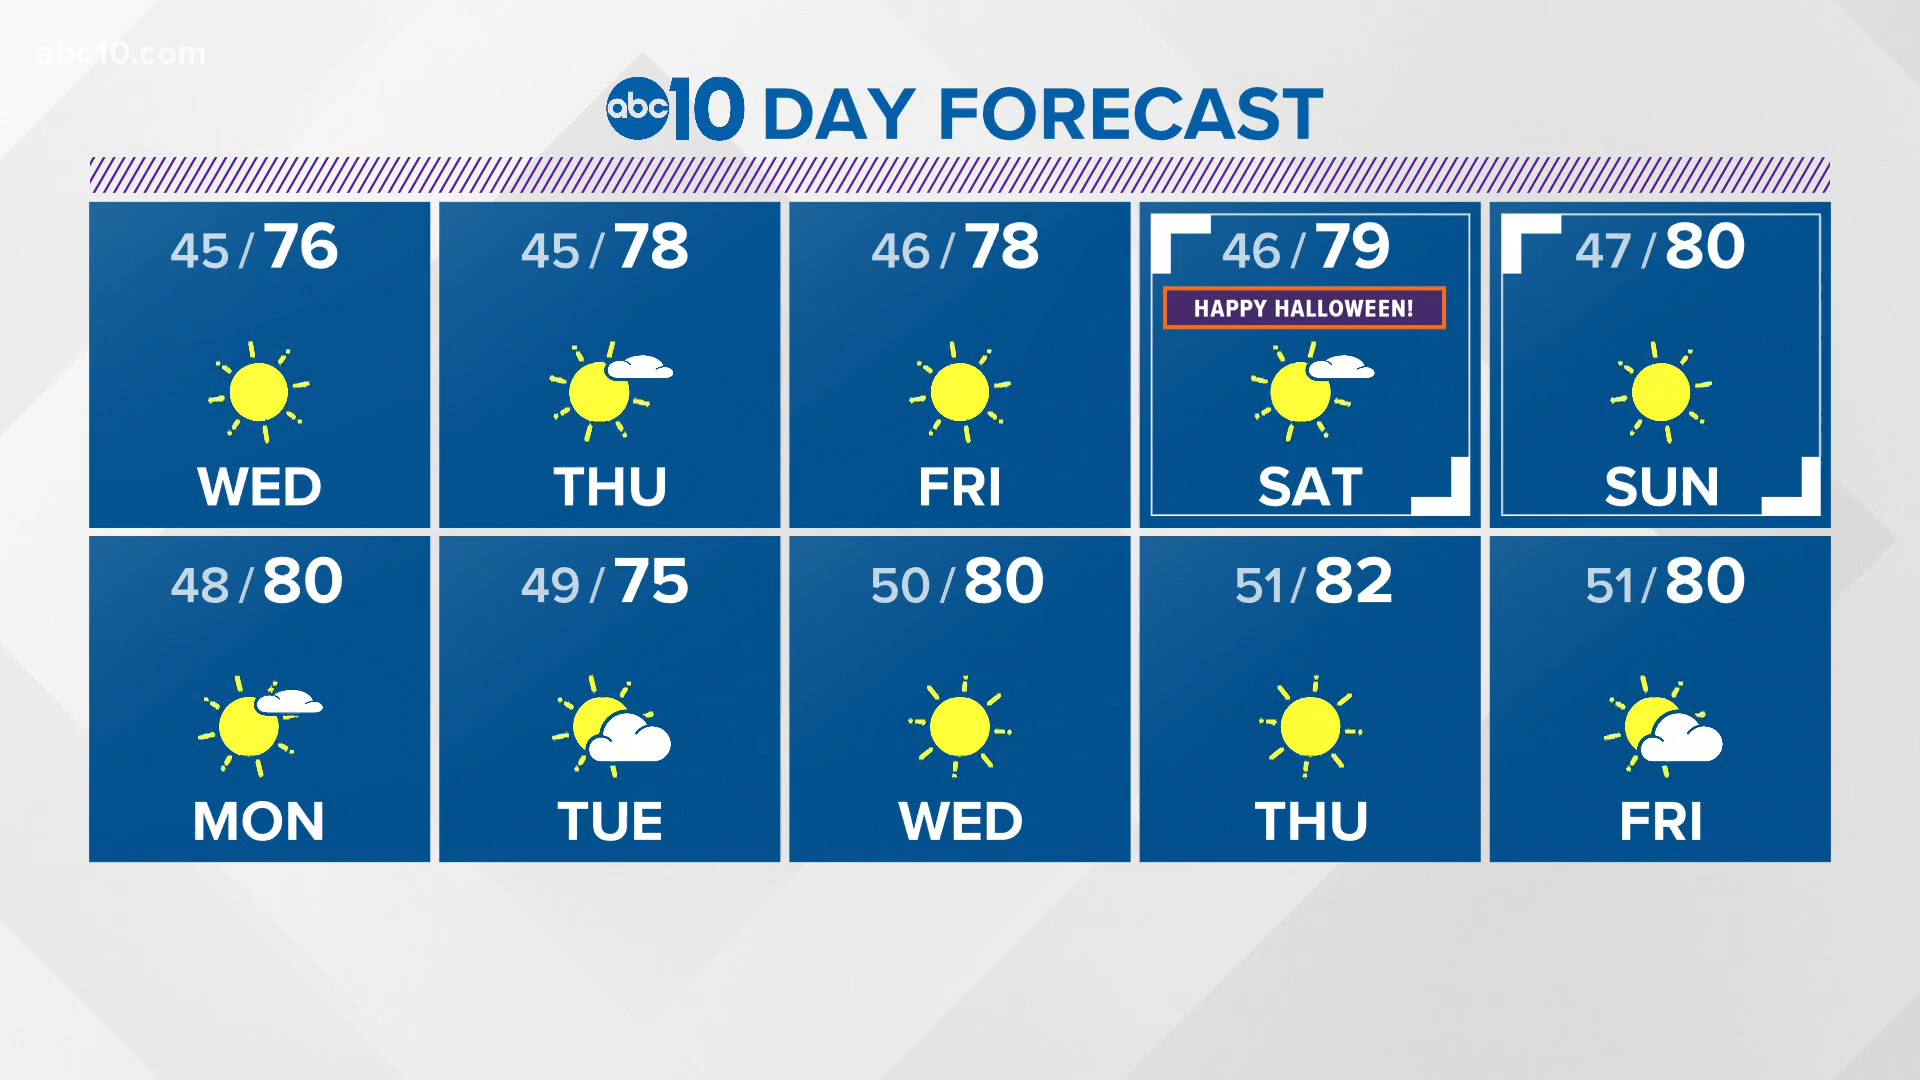 abc10.com
abc10 DAY FORECAST
45/76
45/78
46/78
46/79
47/80
HAPPY HALLOWEEN!
WED
THU
FRI
SAT
SUN
48/80
49/75
50/80
51/82
51/80
MON
TUE
WED
THU
FRI